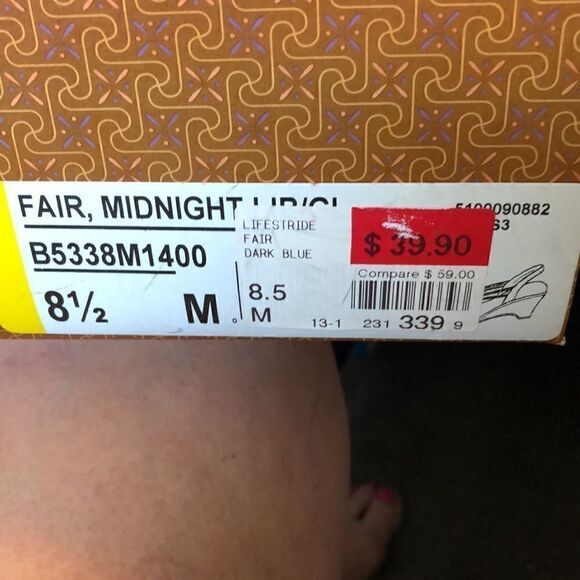 FAIR, MIDNIGHT
5100090882
B5338M1400
8½ M
LIFESTRIDE
FAIR
DARK BLUE
8.5
M
$ 39.90
Compare $ 59.00
13-1 231 339 9